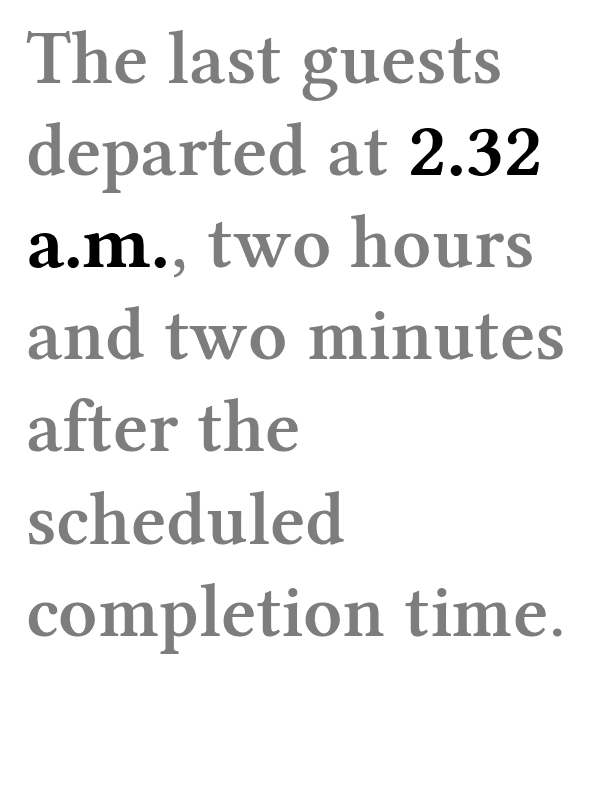 The last guests
departed at 2.32
a.m., two hours
and two minutes
after the
scheduled
completion time.